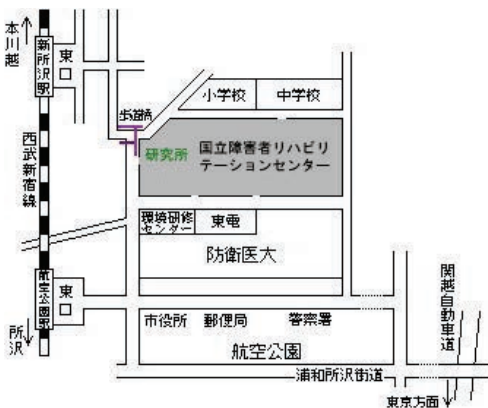 本川越
新所沢駅
東
□
小学校
中学校
歩道橋
研究所
国立障害者リハビリ
テーションセンター
西武新宿線
環境研修
センター
東電
防衛医大
航空公園駅
東
□
関越自動車道
市役所
郵便局
警察署
所沢
航空公園
浦和所沢街道
東京方面